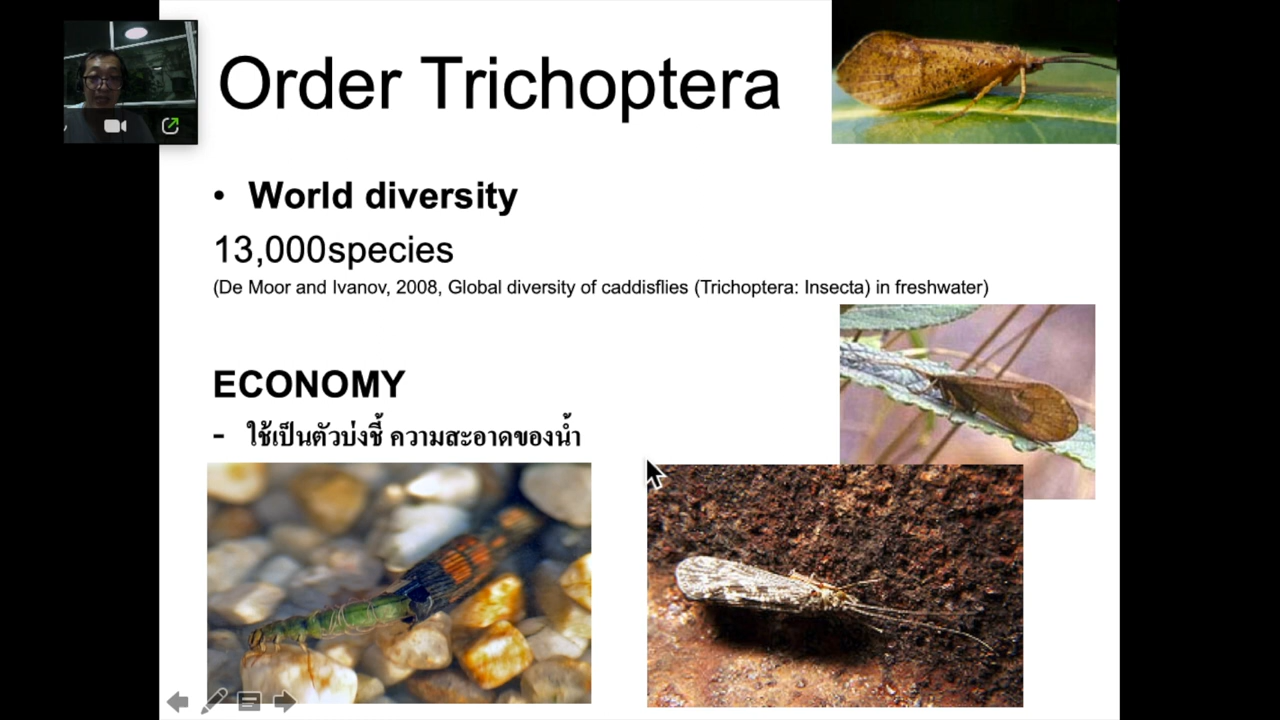 Order Trichoptera
• World diversity
13,000species
(De Moor and Ivanov, 2008, Global diversity of caddisflies (Trichoptera: Insecta) in freshwater)
ECONOMY
- ใช้เป็นตัวบ่งชี้ ความสะอาดของน้ำ